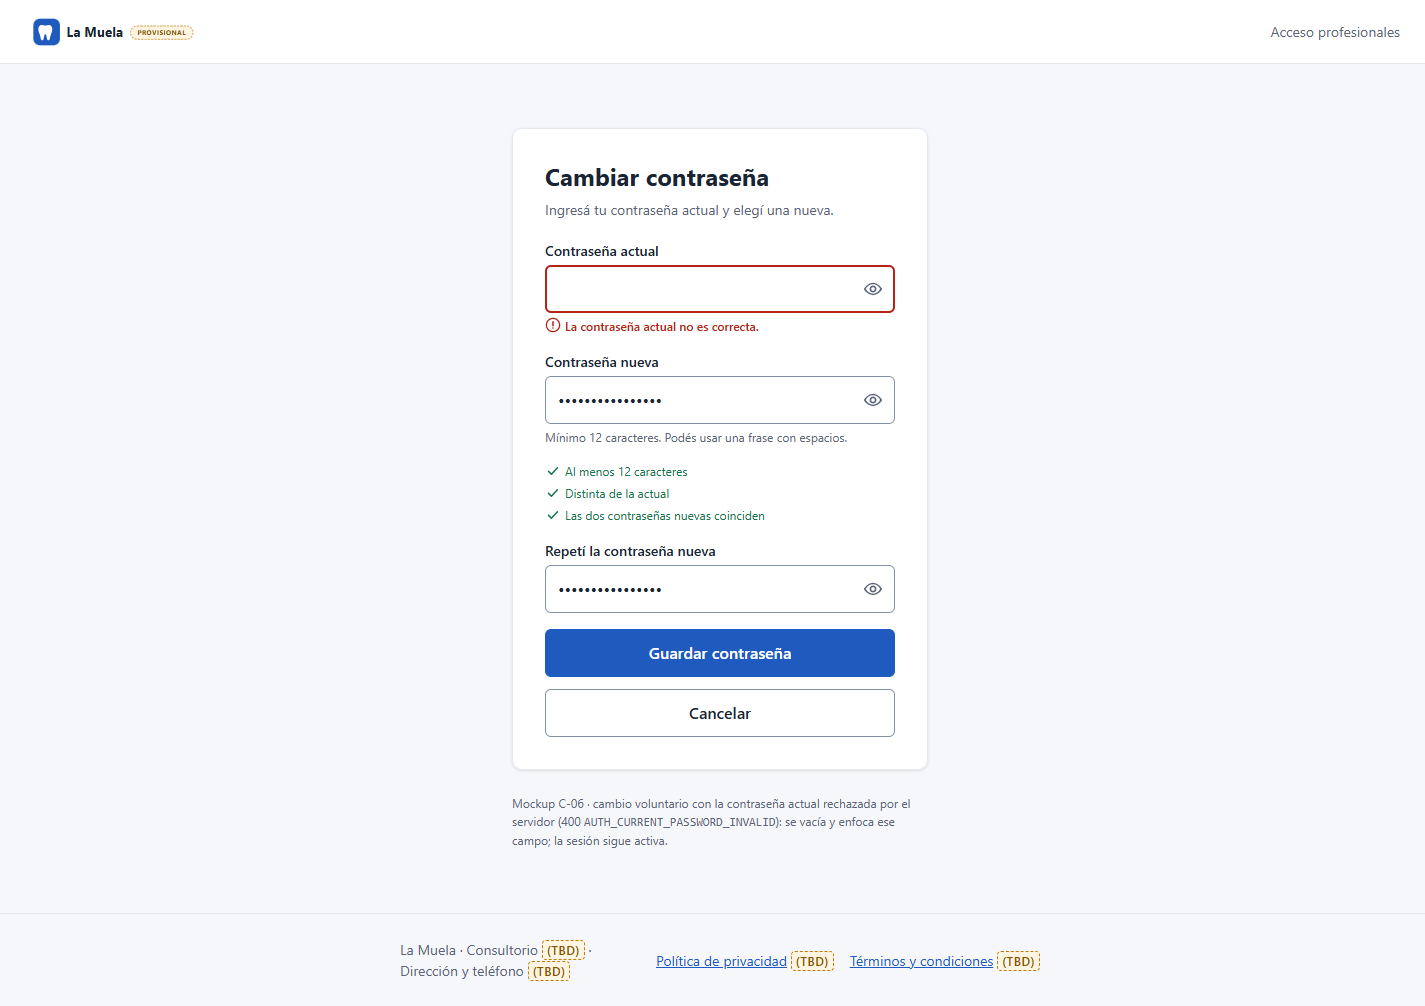 La Muela PROVISIONAL
Acceso profesionales
Cambiar contraseña
Ingresá tu contraseña actual y elegí una nueva.
Contraseña actual
La contraseña actual no es correcta.
Contraseña nueva
••••••••••••••••
Mínimo 12 caracteres. Podés usar una frase con espacios.
Al menos 12 caracteres
Distinta de la actual
Las dos contraseñas nuevas coinciden
Repetí la contraseña nueva
••••••••••••••••
Guardar contraseña
Cancelar
Mockup C-06 · cambio voluntario con la contraseña actual rechazada por el
servidor (400 AUTH_CURRENT_PASSWORD_INVALID): se vacía y enfoca ese
campo; la sesión sigue activa.
La Muela · Consultorio (TBD) ·
Dirección y teléfono (TBD)
Política de privacidad (TBD) Términos y condiciones (TBD)